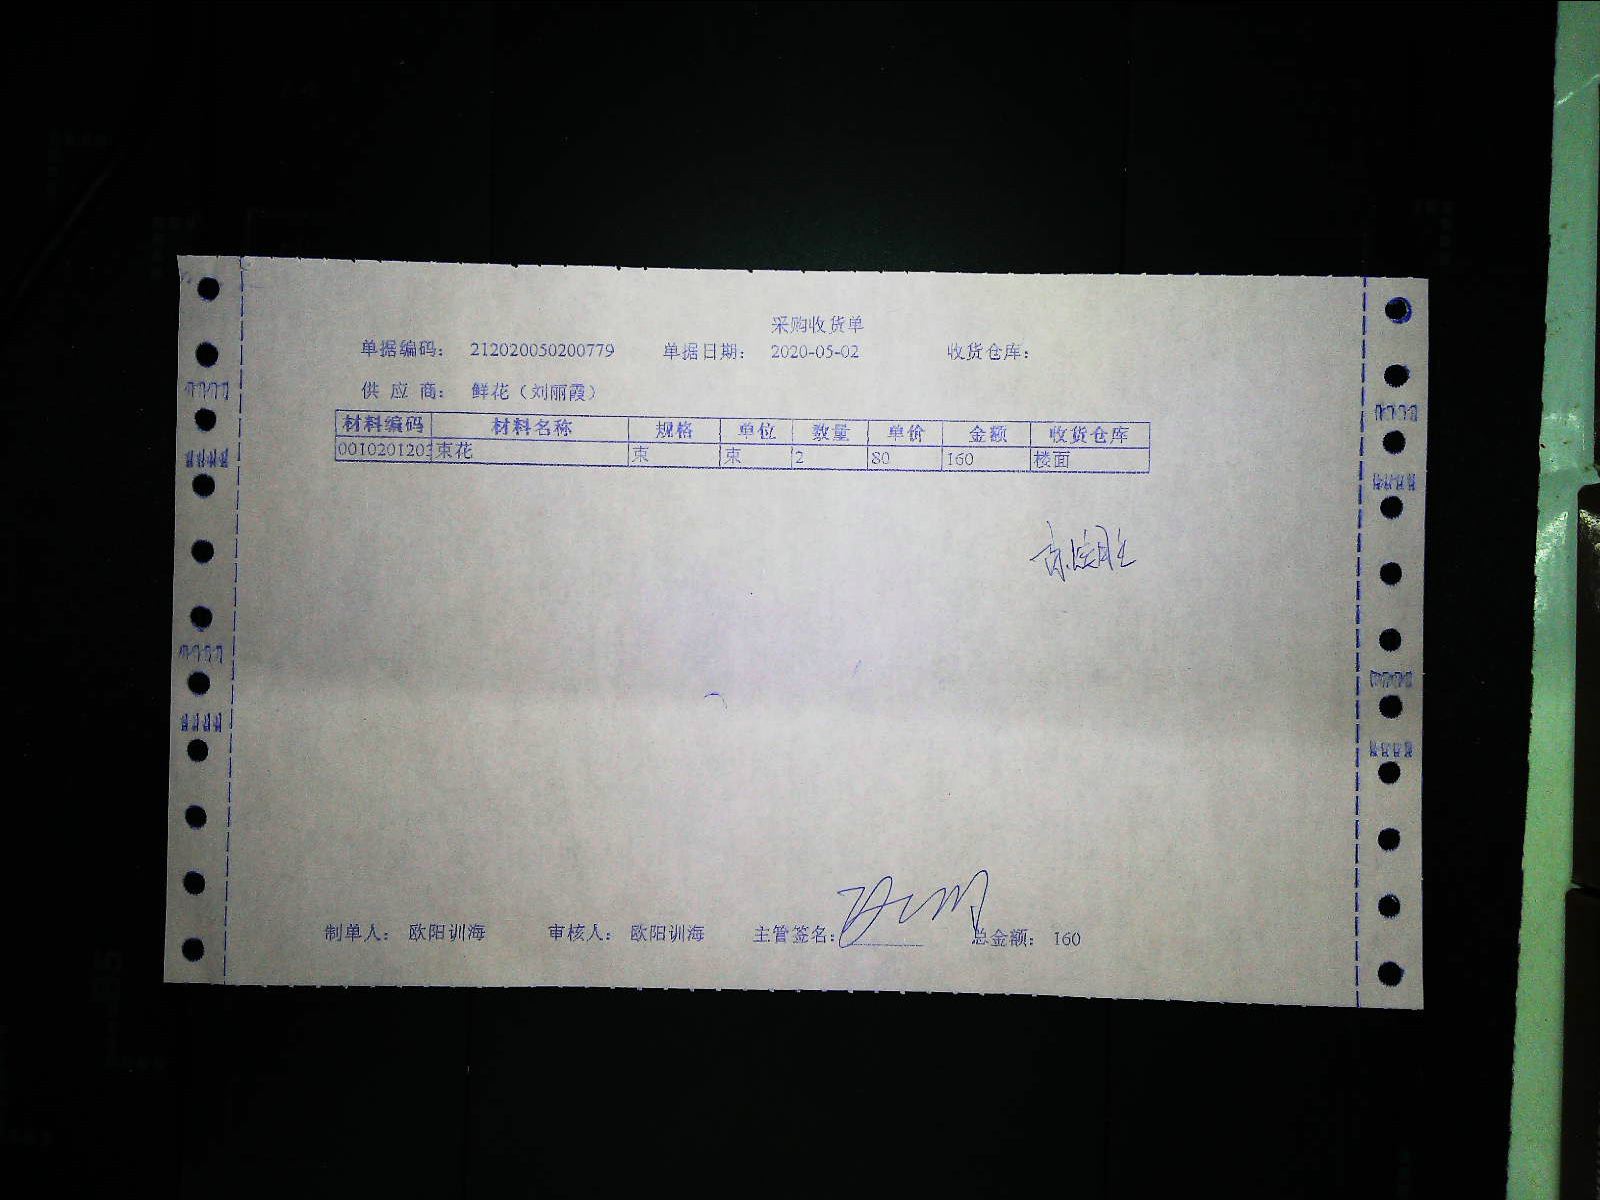 采购收货单
单据编码： 212020050200779 单据日期： 2020-05-02 收货仓库：
供 应 商： 鲜花（刘丽霞）
材料编码 材料名称 规格 单位 数量 单价 金额 收货仓库
0010201203 束花 束 束 2 80 160 楼面
制单人： 欧阳训海 审核人： 欧阳训海 主管签名： 总金额： 160